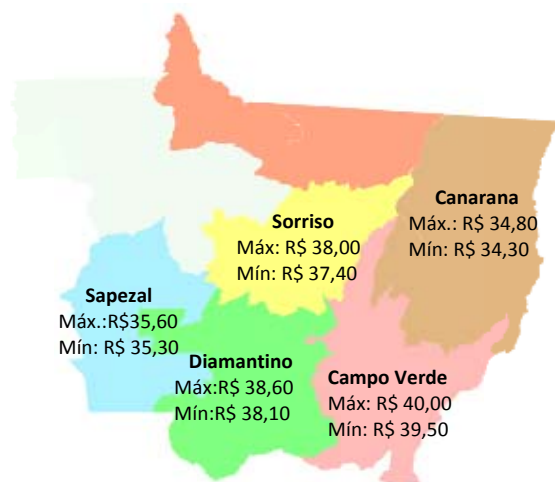 Canarana
Máx.: R$ 34,80
Mín: R$ 34,30
Sorriso
Máx: R$ 38,00
Mín: R$ 37,40
Sapezal
Máx.:R$35,60
Mín: R$ 35,30
Diamantino
Máx:R$ 38,60
Mín:R$ 38,10
Campo Verde
Máx: R$ 40,00
Mín: R$ 39,50